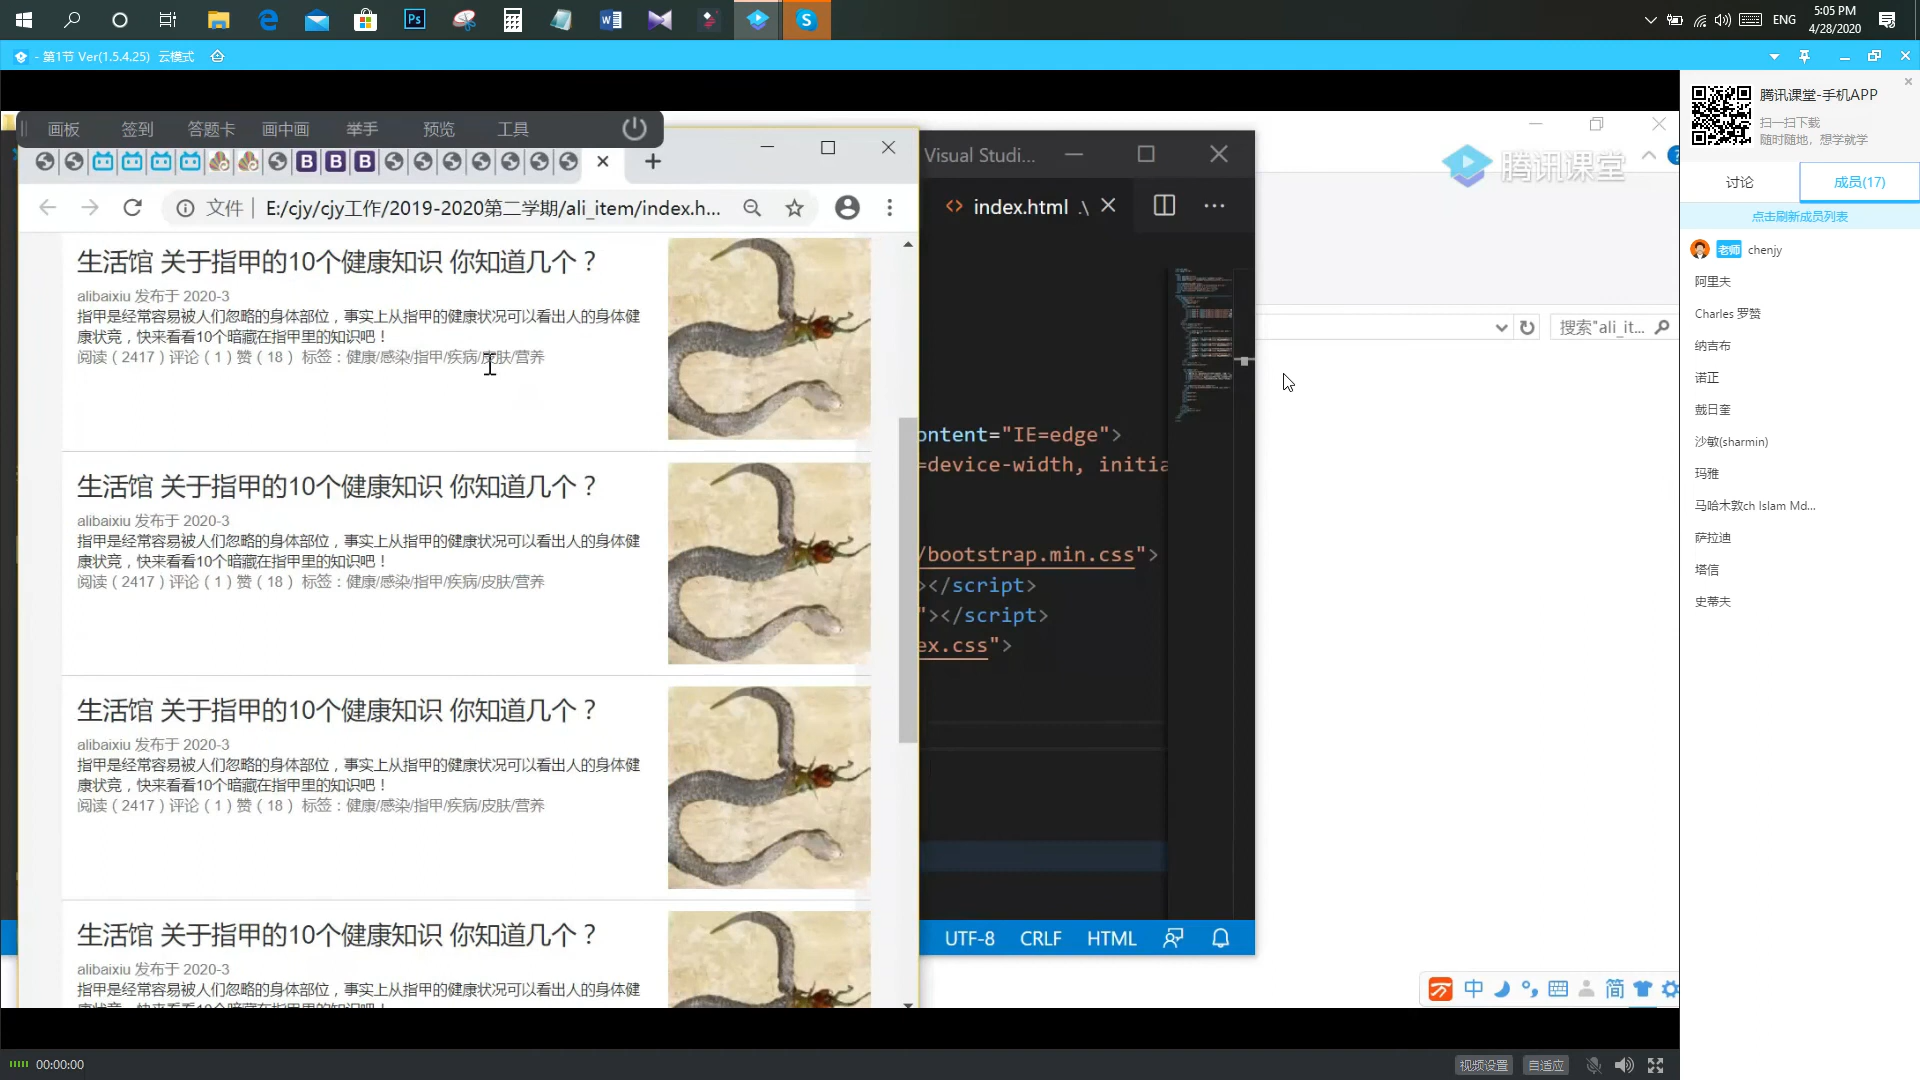 5:05 PM
ENG
4/28/2020
- 第1节 Ver(1.5.4.25) 云模式
画板 签到 答题卡 画中画 举手 预览 工具
文件 E:/cjy/cjy工作/2019-2020第二学期/ali_item/index.h...
生活馆 关于指甲的10个健康知识 你知道几个？
alibaixiu 发布于 2020-3
指甲是经常容易被人们忽略的身体部位，事实上从指甲的健康状况可以看出人的身体健
康状竟，快来看看10个暗藏在指甲里的知识吧！
阅读（2417）评论（1）赞（18） 标签：健康/感染/指甲/疾病/皮肤/营养
生活馆 关于指甲的10个健康知识 你知道几个？
alibaixiu 发布于 2020-3
指甲是经常容易被人们忽略的身体部位，事实上从指甲的健康状况可以看出人的身体健
康状竟，快来看看10个暗藏在指甲里的知识吧！
阅读（2417）评论（1）赞（18） 标签：健康/感染/指甲/疾病/皮肤/营养
生活馆 关于指甲的10个健康知识 你知道几个？
alibaixiu 发布于 2020-3
指甲是经常容易被人们忽略的身体部位，事实上从指甲的健康状况可以看出人的身体健
康状竟，快来看看10个暗藏在指甲里的知识吧！
阅读（2417）评论（1）赞（18） 标签：健康/感染/指甲/疾病/皮肤/营养
生活馆 关于指甲的10个健康知识 你知道几个？
alibaixiu 发布于 2020-3
指甲是经常容易被人们忽略的身体部位，事实上从指甲的健康状况可以看出人的身体健
Visual Studi...
index.html .\
ontent="IE=edge">
=device-width, initia
/bootstrap.min.css">
></script>
"></script>
ex.css">
UTF-8 CRLF HTML
腾讯课堂
搜索"ali_it...
中 简
腾讯课堂-手机APP
扫一扫下载
随时随地，想学就学
讨论 成员(17)
点击刷新成员列表
老师 chenjy
阿里夫
Charles 罗赞
纳吉布
诺正
戴日奎
沙敏(sharmin)
玛雅
马哈木敦ch Islam Md...
萨拉迪
塔信
史蒂夫
00:00:00
视频设置 自适应